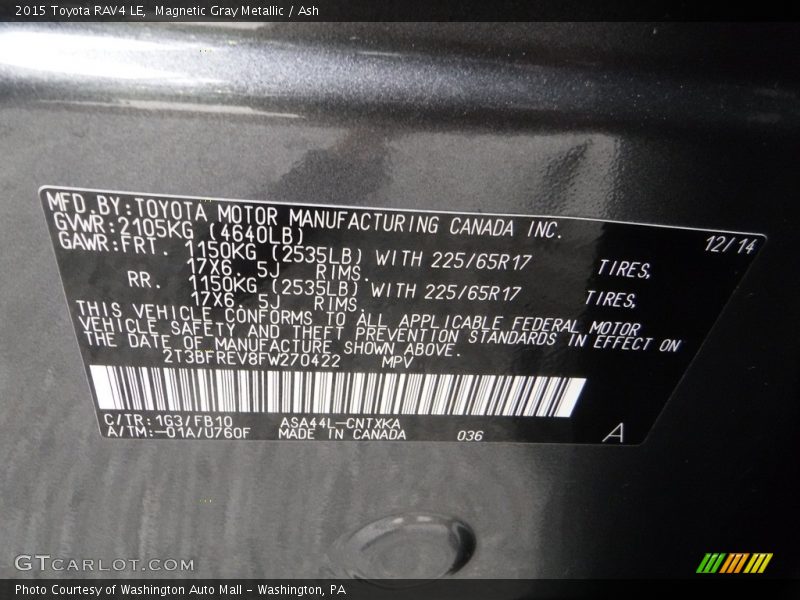 2015 Toyota RAV4 LE,  Magnetic Gray Metallic / Ash
MFD.BY:TOYOTA MOTOR MANUFACTURING CANADA INC.
GVWR:2105KG (4640LB) 12/14
GAWR:FRT. 1150KG (2535LB) WITH 225/65R17 TIRES,
17X6. 5J RIMS.
RR. 1150KG (2535LB) WITH 225/65R17 TIRES,
17X6. 5J RIMS.
THIS VEHICLE CONFORMS TO ALL APPLICABLE FEDERAL MOTOR
VEHICLE SAFETY AND THEFT PREVENTION STANDARDS IN EFFECT ON
THE DATE OF MANUFACTURE SHOWN ABOVE.
2T3BFREV8FW270422 MPV
C/TR:1G3/FB10 ASA44L-CNTXKA
A/TM:-01A/U760F MADE IN CANADA 036 A
GTCARLOT.COM
Photo Courtesy of Washington Auto Mall - Washington, PA